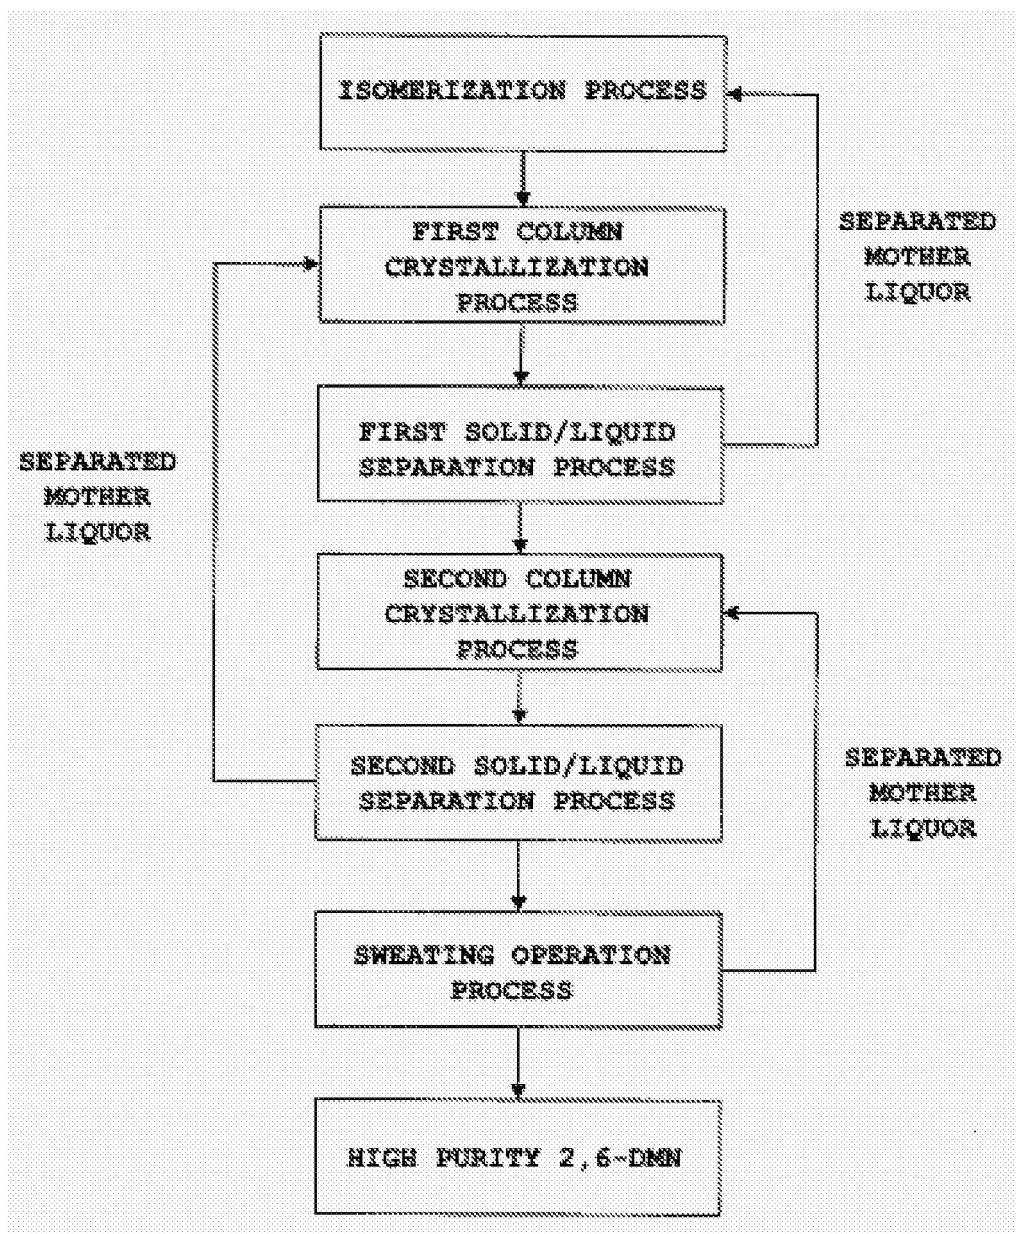 ISOMERIZATION PROCESS
FIRST COLUMN
CRYSTALLIZATION
PROCESS
SEPARATED
MOTHER
LIQUOR
FIRST SOLID/LIQUID
SEPARATION PROCESS
SEPARATED
MOTHER
LIQUOR
SECOND COLUMN
CRYSTALLIZATION
PROCESS
SECOND SOLID/LIQUID
SEPARATION PROCESS
SEPARATED
MOTHER
LIQUOR
SWEATING OPERATION
PROCESS
HIGH PURITY 2,6-DMN